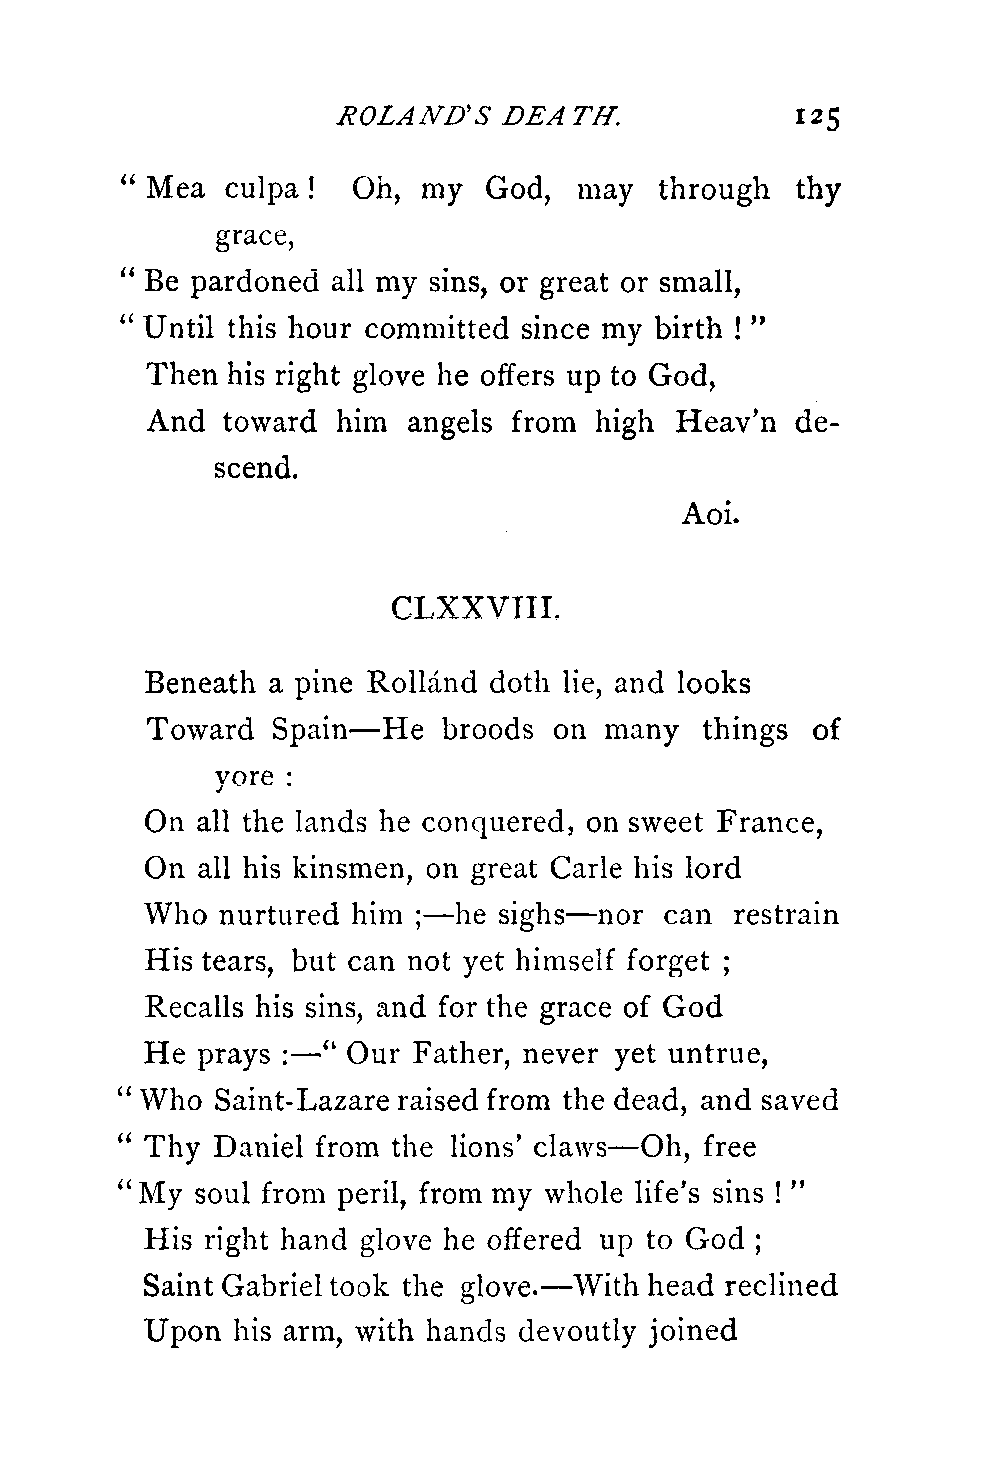 ROLAND'S DEATH. 125
“ Mea culpa ! Oh, my God, may through thy
grace,
“ Be pardoned all my sins, or great or small,
“ Until this hour committed since my birth ! ”
Then his right glove he offers up to God,
And toward him angels from high Heav'n de-
scend.
Aoi.
CLXXVIII.
Beneath a pine Rollánd doth lie, and looks
Toward Spain—He broods on many things of
yore :
On all the lands he conquered, on sweet France,
On all his kinsmen, on great Carle his lord
Who nurtured him ;—he sighs—nor can restrain
His tears, but can not yet himself forget ;
Recalls his sins, and for the grace of God
He prays :—“ Our Father, never yet untrue,
“ Who Saint-Lazare raised from the dead, and saved
“ Thy Daniel from the lions' claws—Oh, free
“ My soul from peril, from my whole life's sins ! ”
His right hand glove he offered up to God ;
Saint Gabriel took the glove.—With head reclined
Upon his arm, with hands devoutly joined